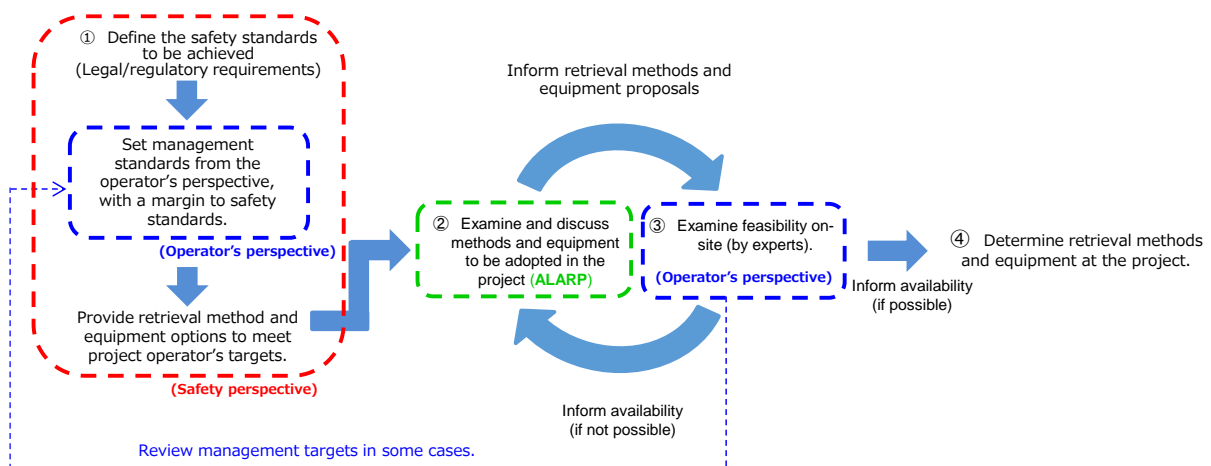 ① Define the safety standards
to be achieved
(Legal/regulatory requirements)
Set management
standards from the
operator’s perspective,
with a margin to safety
standards.
(Operator’s perspective)
Provide retrieval method and
equipment options to meet
project operator’s targets.
(Safety perspective)
Inform retrieval methods and
equipment proposals
② Examine and discuss
methods and equipment
to be adopted in the
project (ALARP)
③ Examine feasibility on-
site (by experts).
(Operator’s perspective)
Inform availability
(if not possible)
Inform availability
(if possible)
④ Determine retrieval methods
and equipment at the project.
Review management targets in some cases.